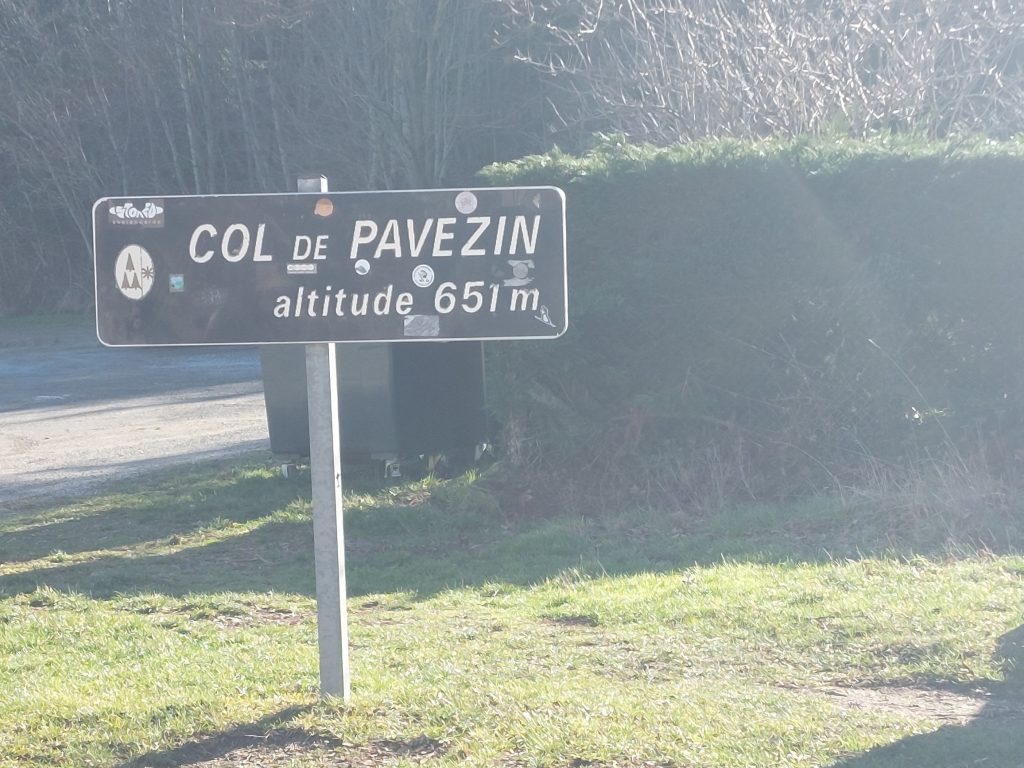 COL DE PAVEZIN
altitude 651 m